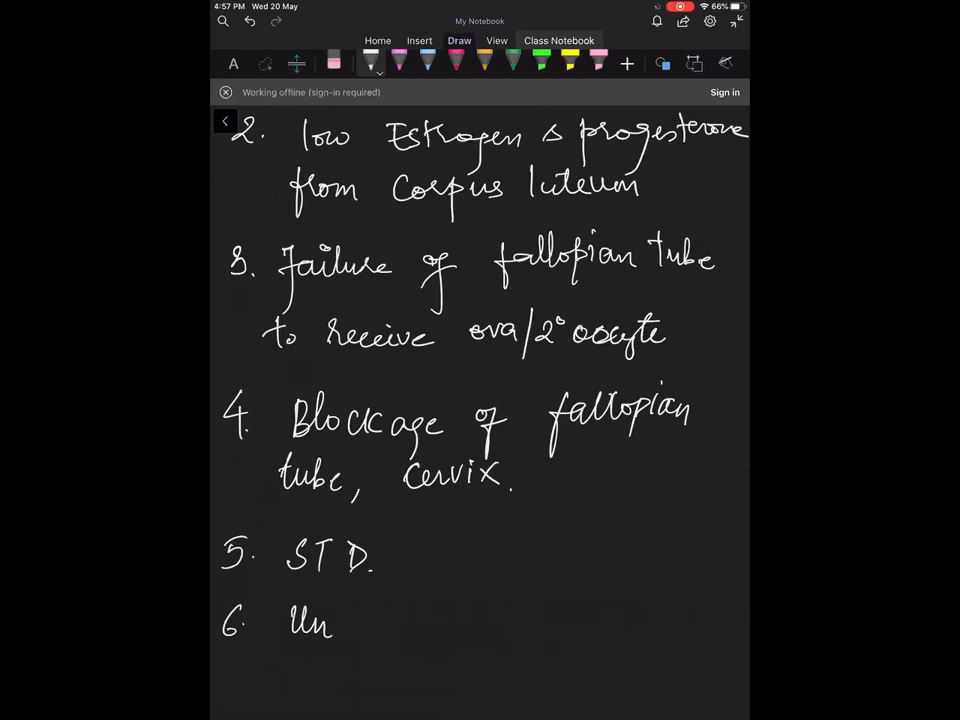 4:57 PM Wed 20 May
66%
My Notebook
Home Insert Draw View Class Notebook
A
Working offline (sign-in required) Sign in
2. low Estrogen & progesterone
from Corpus luteum
3. Failure of fallopian tube
to receive ova/2° oocyte
4. Blockage of fallopian
tube, Cervix.
5. STD.
6. Un